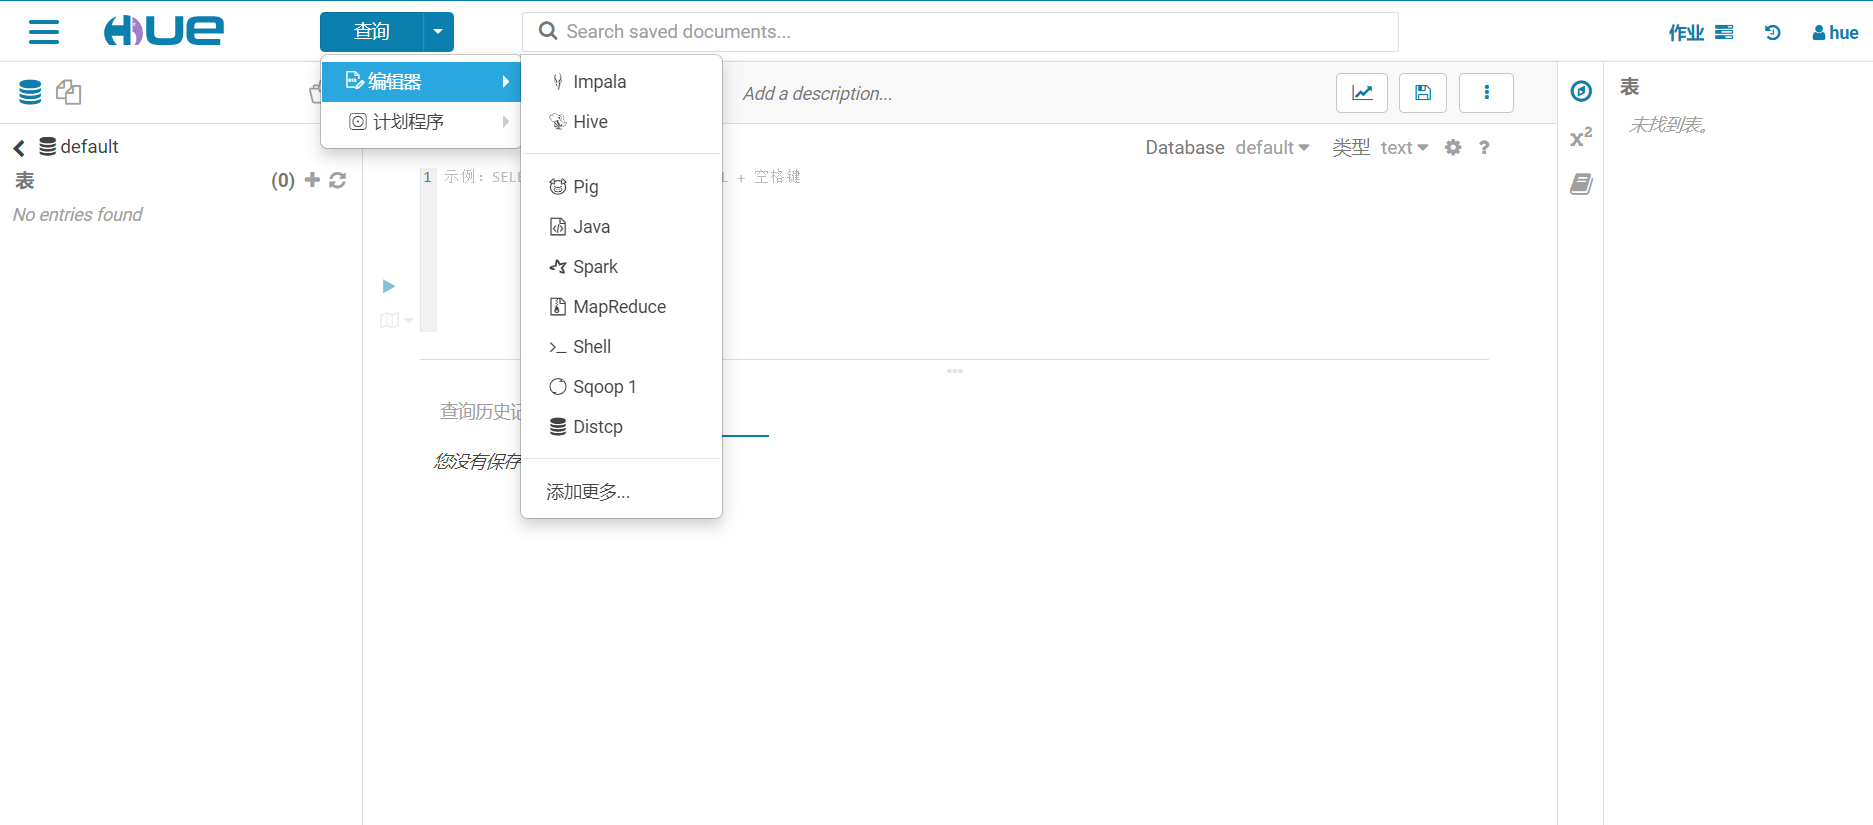 HUE
查询
Search saved documents...
作业
hue
编辑器
计划程序
Impala
Hive
Pig
Java
Spark
MapReduce
Shell
Sqoop 1
Distcp
添加更多...
Add a description...
default
表
(0)
No entries found
Database default
类型 text
?
1 示例: SELE
+ 空格键
查询历史记
您没有保存
表
未找到表。
x²